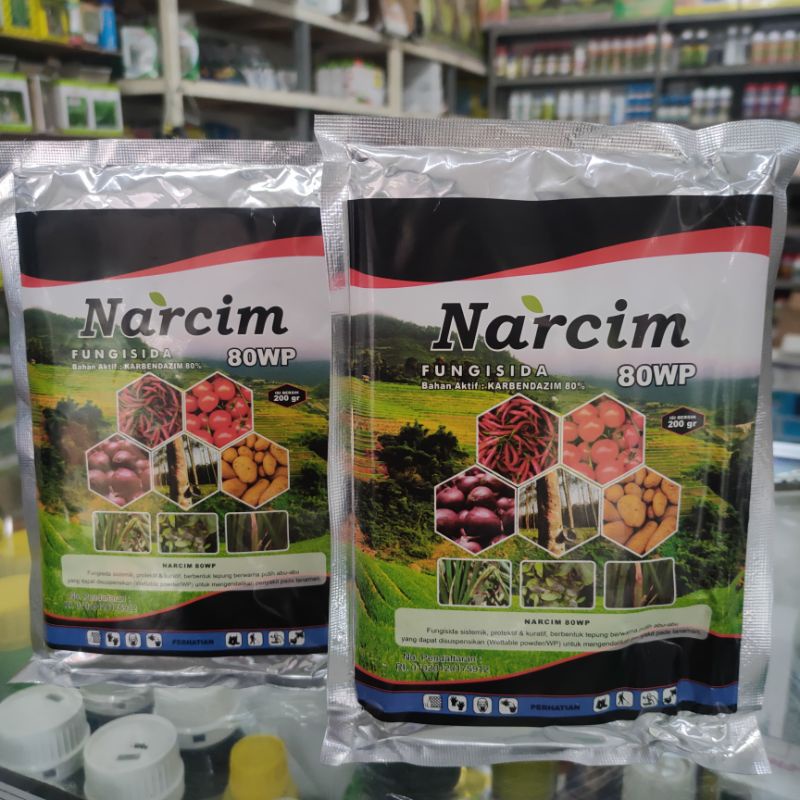 Narcim
FUNGISIDA 80WP
Bahan Aktif : KARBENDAZIM 80%
ISI BERSIH
200 gr
NARCIM 80WP
Fungisida sistemik, protektif & kuratif, berbentuk tepung berwarna putih abu-abu
yang dapat disuspensikan (Wettable powder/WP) untuk mengendalikan penyakit pada tanaman.
No. Pendaftaran :
PERHATIAN
Narcim
FUNGISIDA 80WP
Bahan Aktif : KARBENDAZIM 80%
ISI BERSIH
200 gr
NARCIM 80WP
Fungisida sistemik, protektif & kuratif, berbentuk tepung berwarna putih abu-abu
yang dapat disuspensikan (Wettable powder/WP) untuk mengendalikan penyakit pada tanaman.
No. Pendaftaran :
PERHATIAN